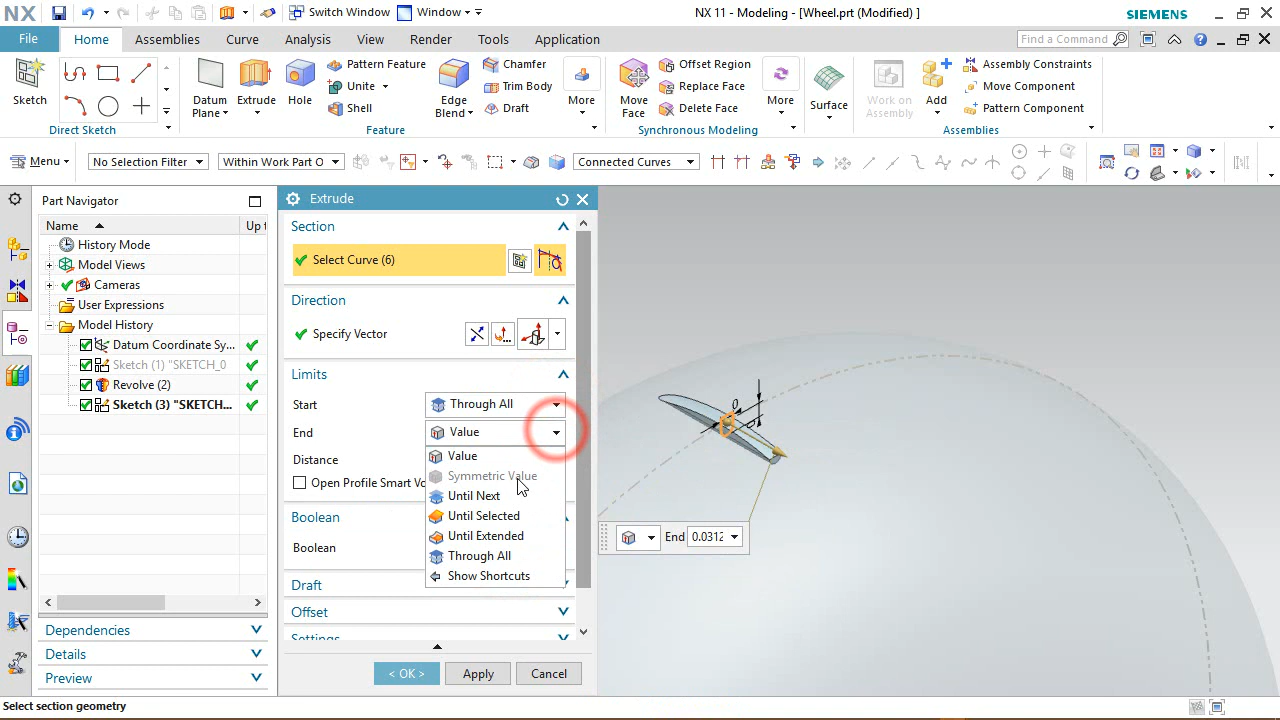 NX Switch Window Window NX 11 - Modeling - [Wheel.prt (Modified) ] SIEMENS
File Home Assemblies Curve Analysis View Render Tools Application Find a Command
Sketch
Direct Sketch
Datum Plane
Extrude
Hole
Pattern Feature
Unite
Shell
Edge Blend
Chamfer
Trim Body
Draft
More
Feature
Move Face
Offset Region
Replace Face
Delete Face
More
Synchronous Modeling
Surface
Work on Assembly
Add
Assembly Constraints
Move Component
Pattern Component
Assemblies
Menu No Selection Filter Within Work Part O Connected Curves
Part Navigator
Name Up t
History Mode
Model Views
Cameras
User Expressions
Model History
Datum Coordinate Sy...
Sketch (1) "SKETCH_0
Revolve (2)
Sketch (3) "SKETCH...
Dependencies
Details
Preview
Extrude
Section
Select Curve (6)
Direction
Specify Vector
Limits
Start Through All
End Value
Distance
Value
Symmetric Value
Until Next
Until Selected
Until Extended
Through All
Show Shortcuts
Open Profile Smart Vo
Boolean
Boolean
Draft
Offset
Settings
< OK > Apply Cancel
End 0.0312
Select section geometry